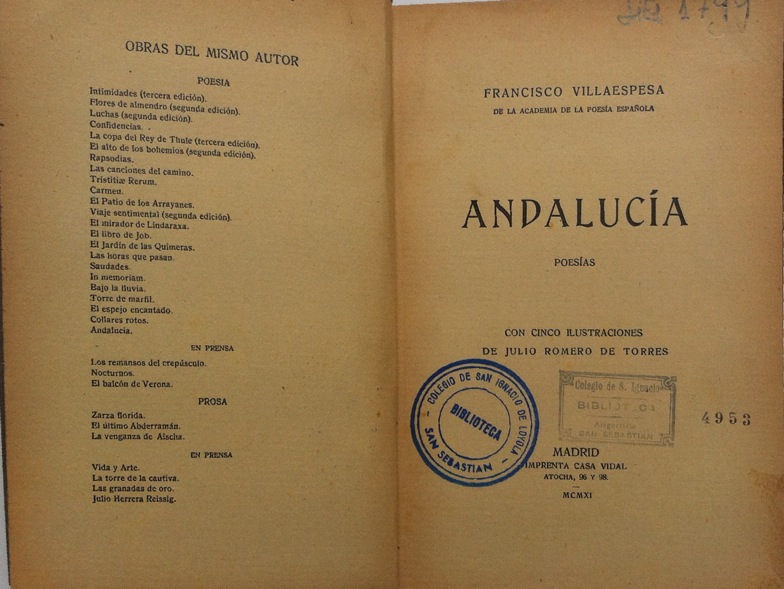 OBRAS DEL MISMO AUTOR
POESIA
Intimidades (tercera edición).
Flores de almendro (segunda edición).
Luchas (segunda edición).
Confidencias.
La copa del Rey de Thule (tercera edición).
El alto de los bohemios (segunda edición).
Rapsodias.
Las canciones del camino.
Tristitiæ Rerum.
Carmen.
El Patio de los Arrayanes.
Viaje sentimental (segunda edición).
El mirador de Lindaraxa.
El libro de Job.
El Jardín de las Quimeras.
Las horas que pasan.
Saudades.
In memoriam.
Bajo la lluvia.
Torre de marfil.
El espejo encantado.
Collares rotos.
Andalucía.
EN PRENSA
Los remansos del crepúsculo.
Nocturnos.
El balcón de Verona.
PROSA
Zarza florida.
El último Abderramán.
La venganza de Aischa.
EN PRENSA
Vida y Arte.
La torre de la cautiva.
Las granadas de oro.
Julio Herrera Reissig.
1799
FRANCISCO VILLAESPESA
DE LA ACADEMIA DE LA POESÍA ESPAÑOLA
ANDALUCÍA
POESÍAS
CON CINCO ILUSTRACIONES
DE JULIO ROMERO DE TORRES
COLEGIO DE SAN IGNACIO DE LOYOLA
BIBLIOTECA
SAN SEBASTIAN
Colegio de S. Ignacio
BIBLIOTECA
SAN SEBASTIAN
4953
MADRID
IMPRENTA CASA VIDAL
ATOCHA, 96 Y 98.
MCMXI